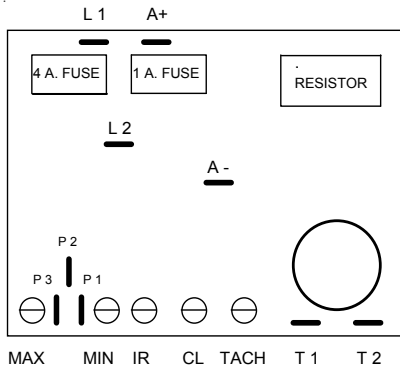 L 1 A+
4 A. FUSE 1 A. FUSE RESISTOR
L 2
A -
P 2
P 3 P 1
MAX MIN IR CL TACH T 1 T 2